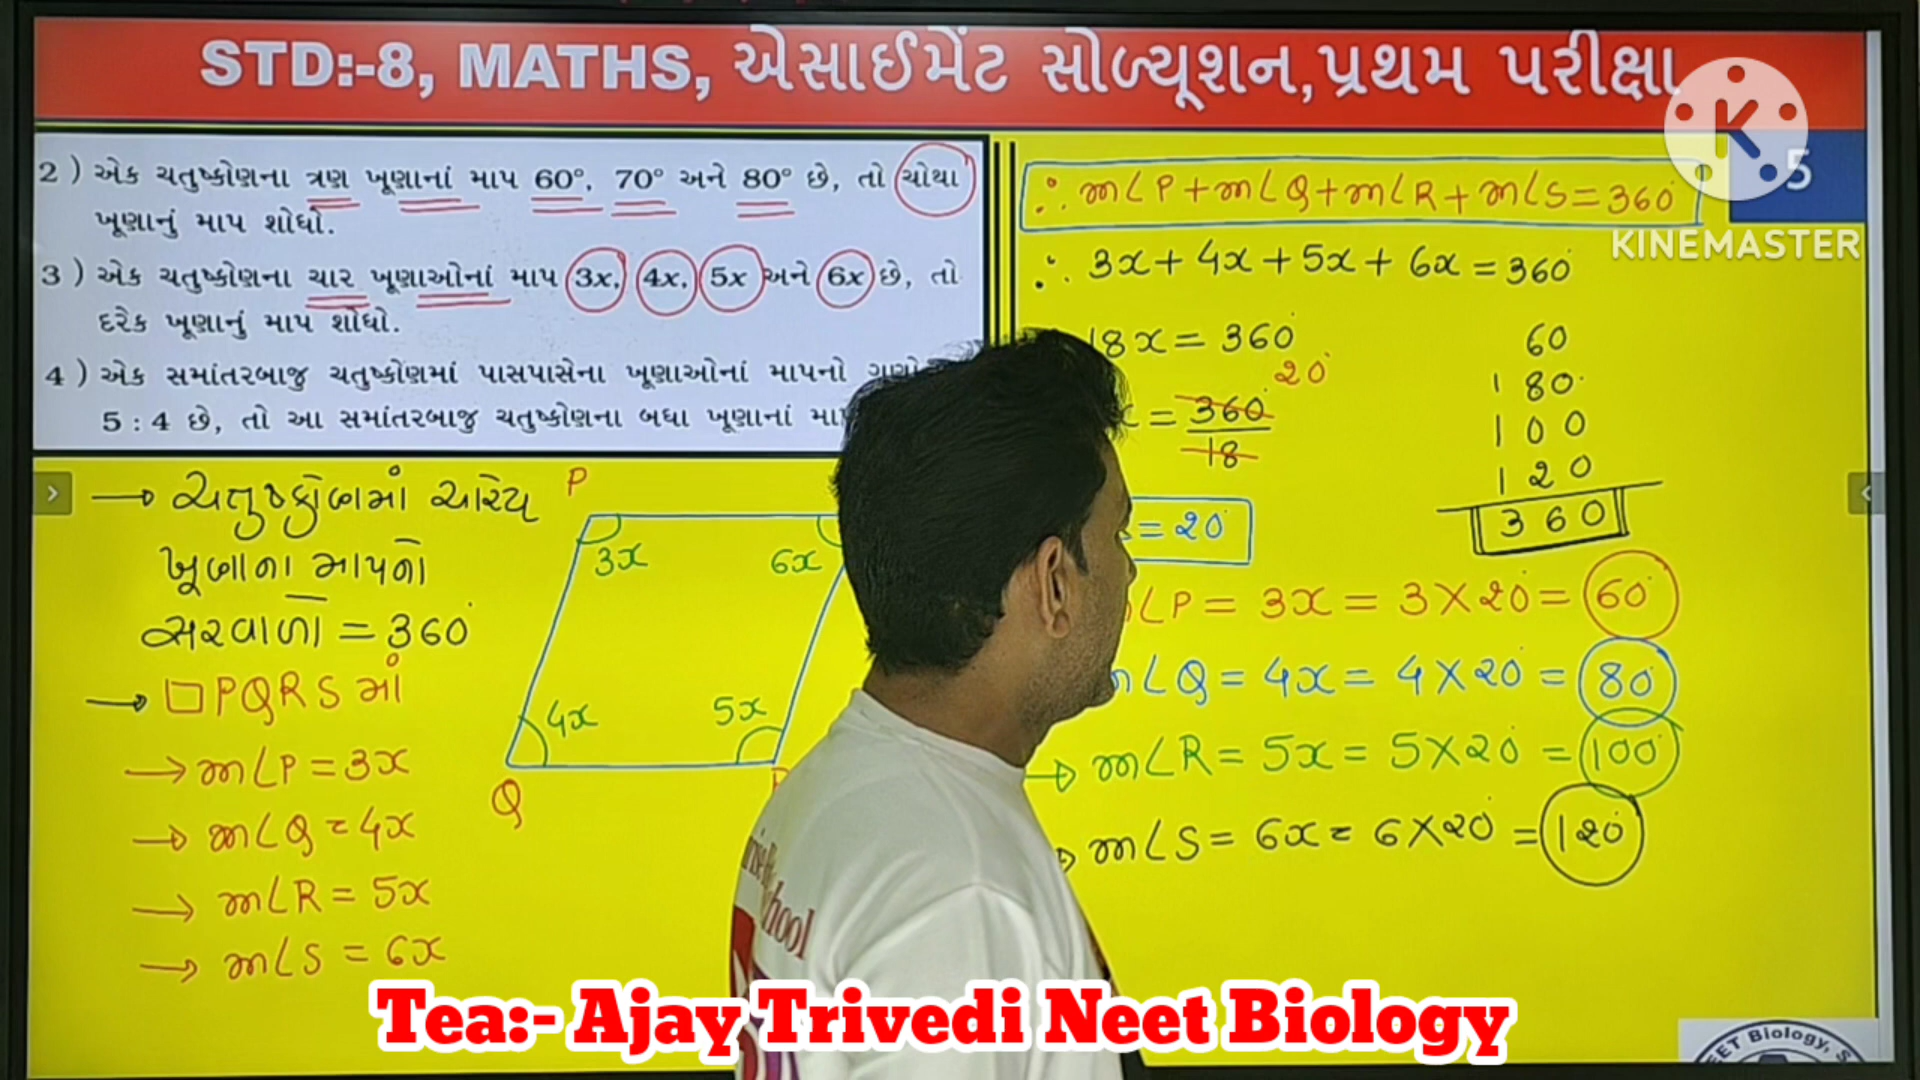 STD:-8, MATHS, એસાઈમેંટ સોલ્યૂશન,પ્રથમ પરીક્ષા
K
5
KINEMASTER
2 ) એક ચતુષ્કોણના ત્રણ ખૂણાનાં માપ 60°, 70° અને 80° છે, તો ચોથા
ખૂણાનું માપ શોધો.
3 ) એક ચતુષ્કોણના ચાર ખૂણાઓનાં માપ 3x, 4x, 5x અને 6x છે, તો
દરેક ખૂણાનું માપ શોધો.
4 ) એક સમાંતરબાજુ ચતુષ્કોણમાં પાસપાસેના ખૂણાઓનાં માપનો
5 : 4 છે, તો આ સમાંતરબાજુ ચતુષ્કોણના બધા ખૂણાનાં
→ ચતુષ્કોણમાં ચારેય
ખૂણાના માપનો
સરવાળો = 360°
→ □PQRS માં
→ m∠P = 3x
→ m∠Q = 4x
→ m∠R = 5x
→ m∠S = 6x
P
3x 6x
4x 5x
Q
∴ m∠P + m∠Q + m∠R + m∠S = 360°
∴ 3x + 4x + 5x + 6x = 360°
18x = 360°
20°
= 360°
18
= 20°
60
180
100
120
360
∠P = 3x = 3 × 20° = 60°
∠Q = 4x = 4 × 20° = 80°
→ m∠R = 5x = 5 × 20° = 100°
→ m∠S = 6x = 6 × 20° = 120°
Tea:- Ajay Trivedi Neet Biology